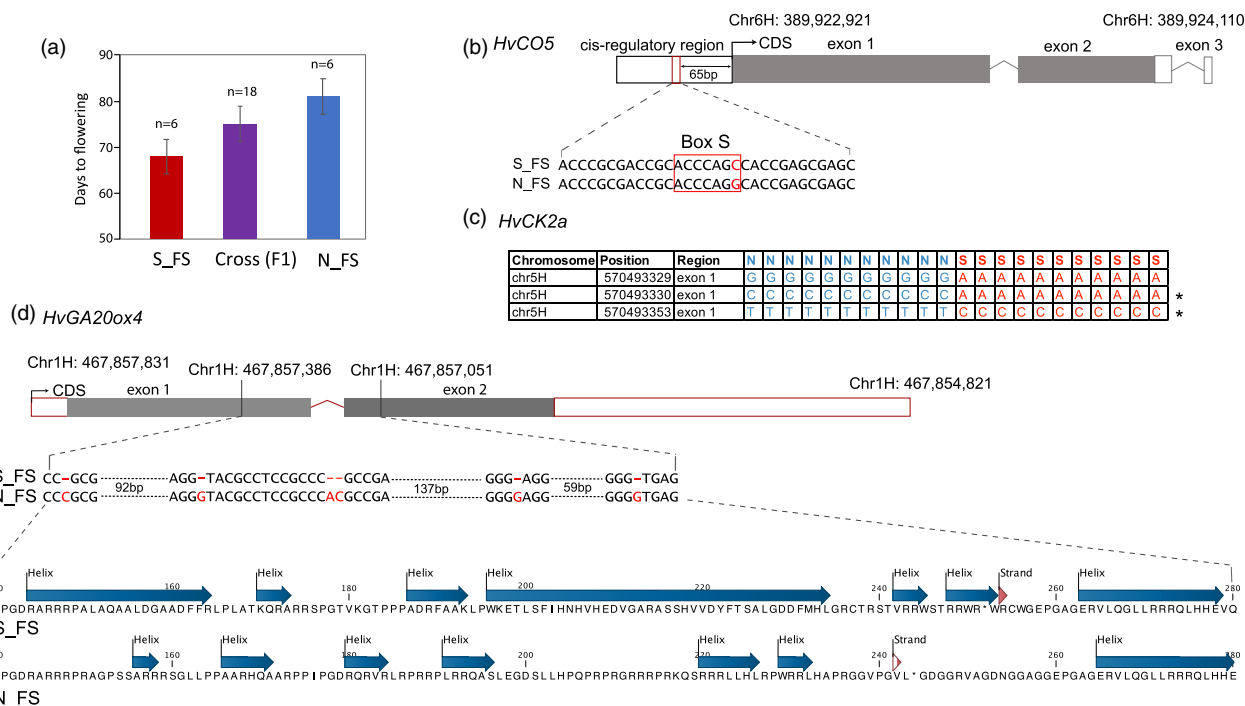 (a)
90
80
70
60
50
Days to flowering
n=6
n=18
n=6
S_FS
Cross (F1)
N_FS
(b) HvCO5
Chr6H: 389,922,921
Chr6H: 389,924,110
cis-regulatory region
CDS
exon 1
exon 2
exon 3
65bp
Box S
S_FS ACCCGCGACCGCACCCAGCCACCGAGCGAGC
N_FS ACCCGCGACCGCACCCAGGCACCGAGCGAGC
(c) HvCK2a
Chromosome Position Region N N N N N N N N N N N S S S S S S S S S S S
chr5H 570493329 exon 1 G G G G G G G G G G G A A A A A A A A A A A
chr5H 570493330 exon 1 C C C C C C C C C C C A A A A A A A A A A A *
chr5H 570493353 exon 1 T T T T T T T T T T T C C C C C C C C C C C *
(d) HvGA20ox4
Chr1H: 467,857,831
Chr1H: 467,857,386
Chr1H: 467,857,051
Chr1H: 467,854,821
CDS
exon 1
exon 2
S_FS CC-GCG AGG-TACGCCTCCGCCC--GCCGA GGG-AGG GGG-TGAG
92bp 137bp 59bp
N_FS CCCGCG AGGGTACGCCTCCGCCCACGCCGA GGGGAGG GGGGTGAG
Helix Helix Helix Helix Helix Helix Strand Helix
160 180 200 220 240 260 280
PGDRARRRPALAQAALDGAADFFRLPLATKQRARRSPGTVKGTPPPADRFAAKLPWKETLSFIHNHVHEDVGARASSHVVDYFTSALGDDFMHLGRCTRSTVRRWSTRRWR*WRCWGEPGAGERVLQGLLRRRQLHHEVQ
S_FS
Helix Helix Helix Helix Helix Helix Strand Helix
160 180 200 220 240 260 280
PGDRARRRPRAGPSSARRRSGLLPPAARHQAARPPIPGDRQRVRLRPRRPLRRQASLEGDSLLHPQPRPRGRRRPRKQSRRRLLHLRPWRRLHAPRGGVPGVL*GDGGRVAGDNGGAGGEPGAGERVLQGLLRRRQLHHE
N_FS